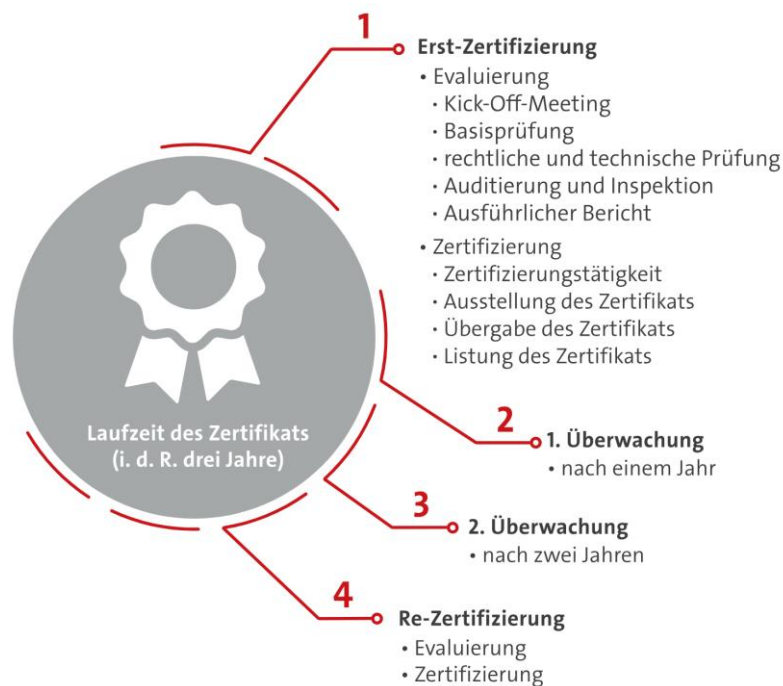 1
Erst-Zertifizierung
• Evaluierung
· Kick-Off-Meeting
· Basisprüfung
· rechtliche und technische Prüfung
· Auditierung und Inspektion
· Ausführlicher Bericht
• Zertifizierung
· Zertifizierungstätigkeit
· Ausstellung des Zertifikats
· Übergabe des Zertifikats
· Listung des Zertifikats
Laufzeit des Zertifikats
(i. d. R. drei Jahre)
2
1. Überwachung
• nach einem Jahr
3
2. Überwachung
• nach zwei Jahren
4
Re-Zertifizierung
• Evaluierung
• Zertifizierung